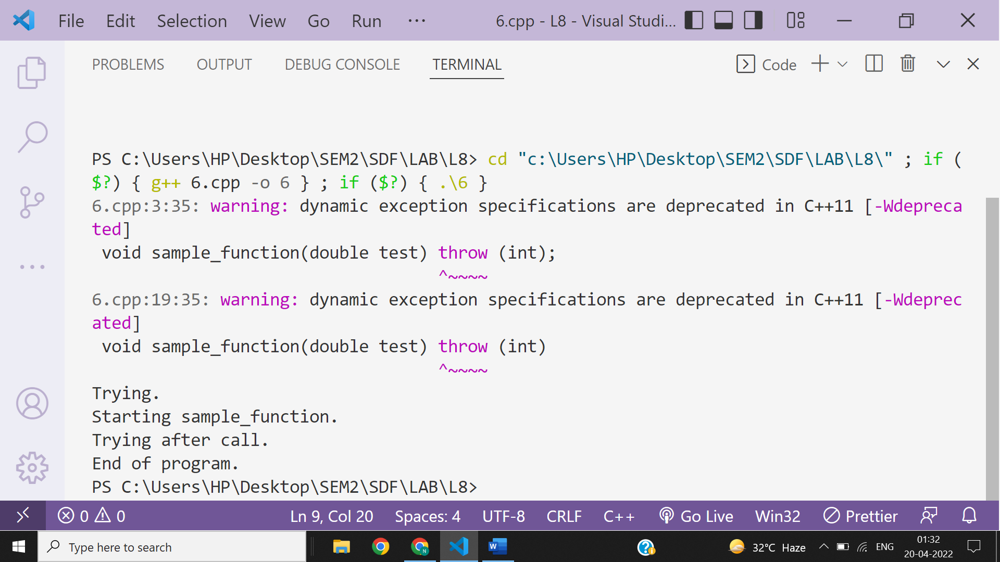 File Edit Selection View Go Run ··· 6.cpp - L8 - Visual Studi...
PROBLEMS OUTPUT DEBUG CONSOLE TERMINAL Code
PS C:\Users\HP\Desktop\SEM2\SDF\LAB\L8> cd "c:\Users\HP\Desktop\SEM2\SDF\LAB\L8\" ; if (
$?) { g++ 6.cpp -o 6 } ; if ($?) { .\6 }
6.cpp:3:35: warning: dynamic exception specifications are deprecated in C++11 [-Wdepreca
ted]
void sample_function(double test) throw (int);
^~~~~
6.cpp:19:35: warning: dynamic exception specifications are deprecated in C++11 [-Wdeprec
ated]
void sample_function(double test) throw (int)
^~~~~
Trying.
Starting sample_function.
Trying after call.
End of program.
PS C:\Users\HP\Desktop\SEM2\SDF\LAB\L8>
0 0 Ln 9, Col 20 Spaces: 4 UTF-8 CRLF C++ Go Live Win32 Prettier
Type here to search N W ? 32°C Haze ENG 01:32
20-04-2022